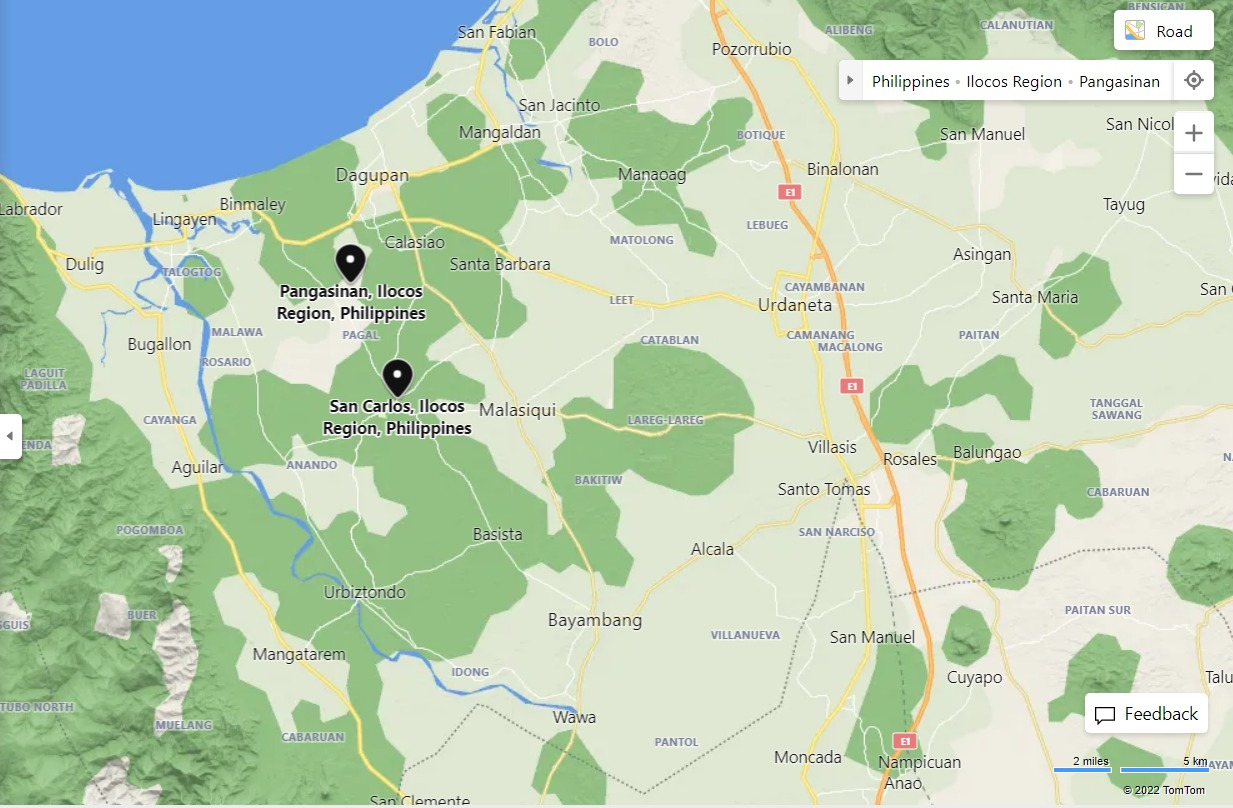 BENSICAN
San Fabian
CALANUTIAN
ALIBENG
Road
BOLO
Pozorrubio
Philippines • Ilocos Region • Pangasinan
San Jacinto
San Nicol
Mangaldan
BOTIQUE
San Manuel
+
Binalonan
Dagupan
Manaoag
−
E1
Labrador
Binmaley
Tayug
Lingayen
LEBUEG
Calasiao
MATOLONG
Asingan
Dulig
Santa Barbara
TALOGTOG
Pangasinan, Ilocos
Region, Philippines
CAYAMBANAN
San
LEET
Urdaneta
Santa Maria
MALAWA
PAGAL
CATABLAN
CAMANANG
PAITAN
Bugallon
MACALONG
ROSARIO
LAGUIT
PADILLA
E1
San Carlos, Ilocos
Region, Philippines
Malasiqui
TANGGAL
SAWANG
CAYANGA
LAREG-LAREG
ENDA
Villasis
Rosales
Balungao
Aguilar
ANANDO
BAKITIW
Santo Tomas
CABARUAN
POGOMBOA
Basista
SAN NARCISO
Alcala
Urbiztondo
BUER
Bayambang
PAITAN SUR
SGUIS
VILLANUEVA
San Manuel
Mangatarem
IDONG
Cuyapo
Talu
TUBO NORTH
Wawa
Feedback
MUELANG
CABARUAN
PANTOL
E1
Moncada
Nampicuan
2 miles
5 km
Anao
© 2022 TomTom
San Clemente